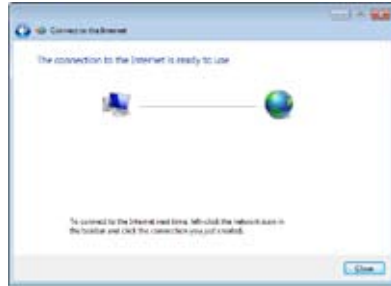 Connect to the Internet
The connection to the Internet is ready to use
To connect to the Internet next time, left-click the network icon in
the taskbar and click the connection you just created.
Close